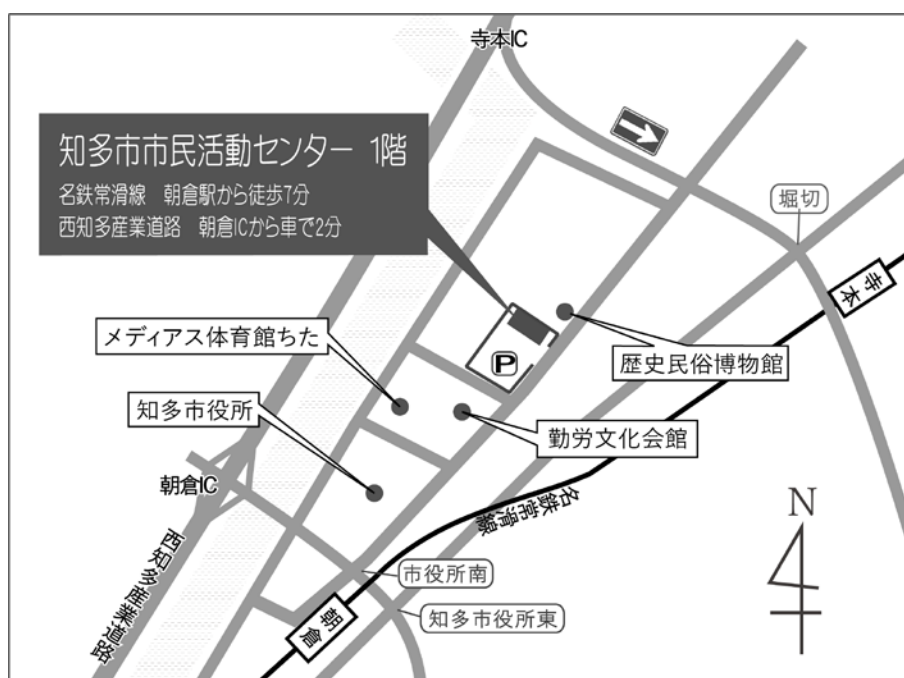 寺本IC
知多市市民活動センター 1階
名鉄常滑線 朝倉駅から徒歩7分
西知多産業道路 朝倉ICから車で2分
堀切
寺本
メディアス体育館ちた
歴史民俗博物館
知多市役所
勤労文化会館
P
朝倉IC
名鉄常滑線
N
西知多産業道路
市役所南
知多市役所東
朝倉